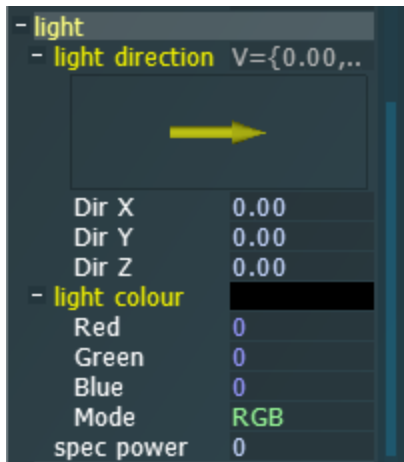 - light
- light direction V={0.00,..
Dir X 0.00
Dir Y 0.00
Dir Z 0.00
- light colour
Red 0
Green 0
Blue 0
Mode RGB
spec power 0